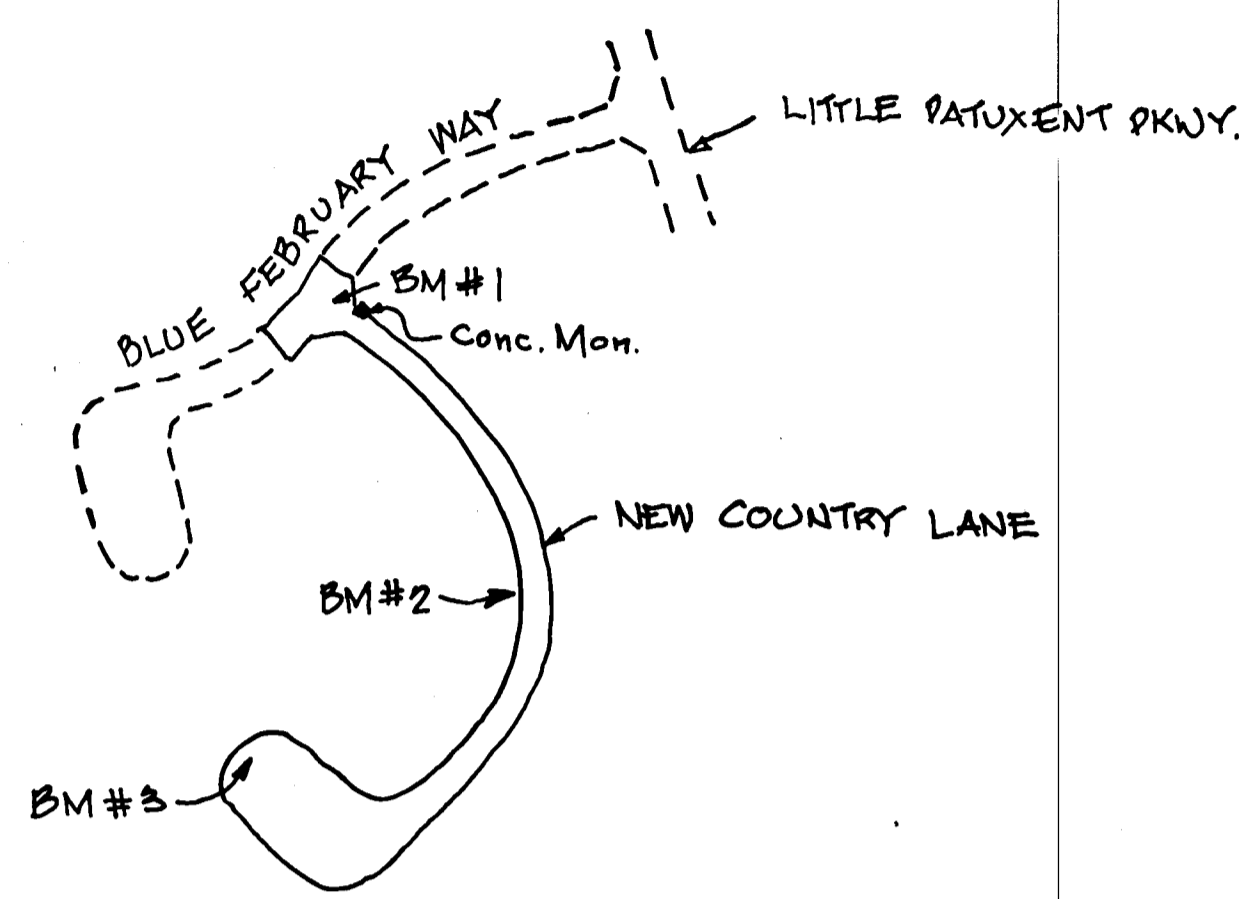 LITTLE PATUXENT PKWY.
BLUE FEBRUARY WAY
BM #1
Conc. Mon.
NEW COUNTRY LANE
BM #2
BM #3